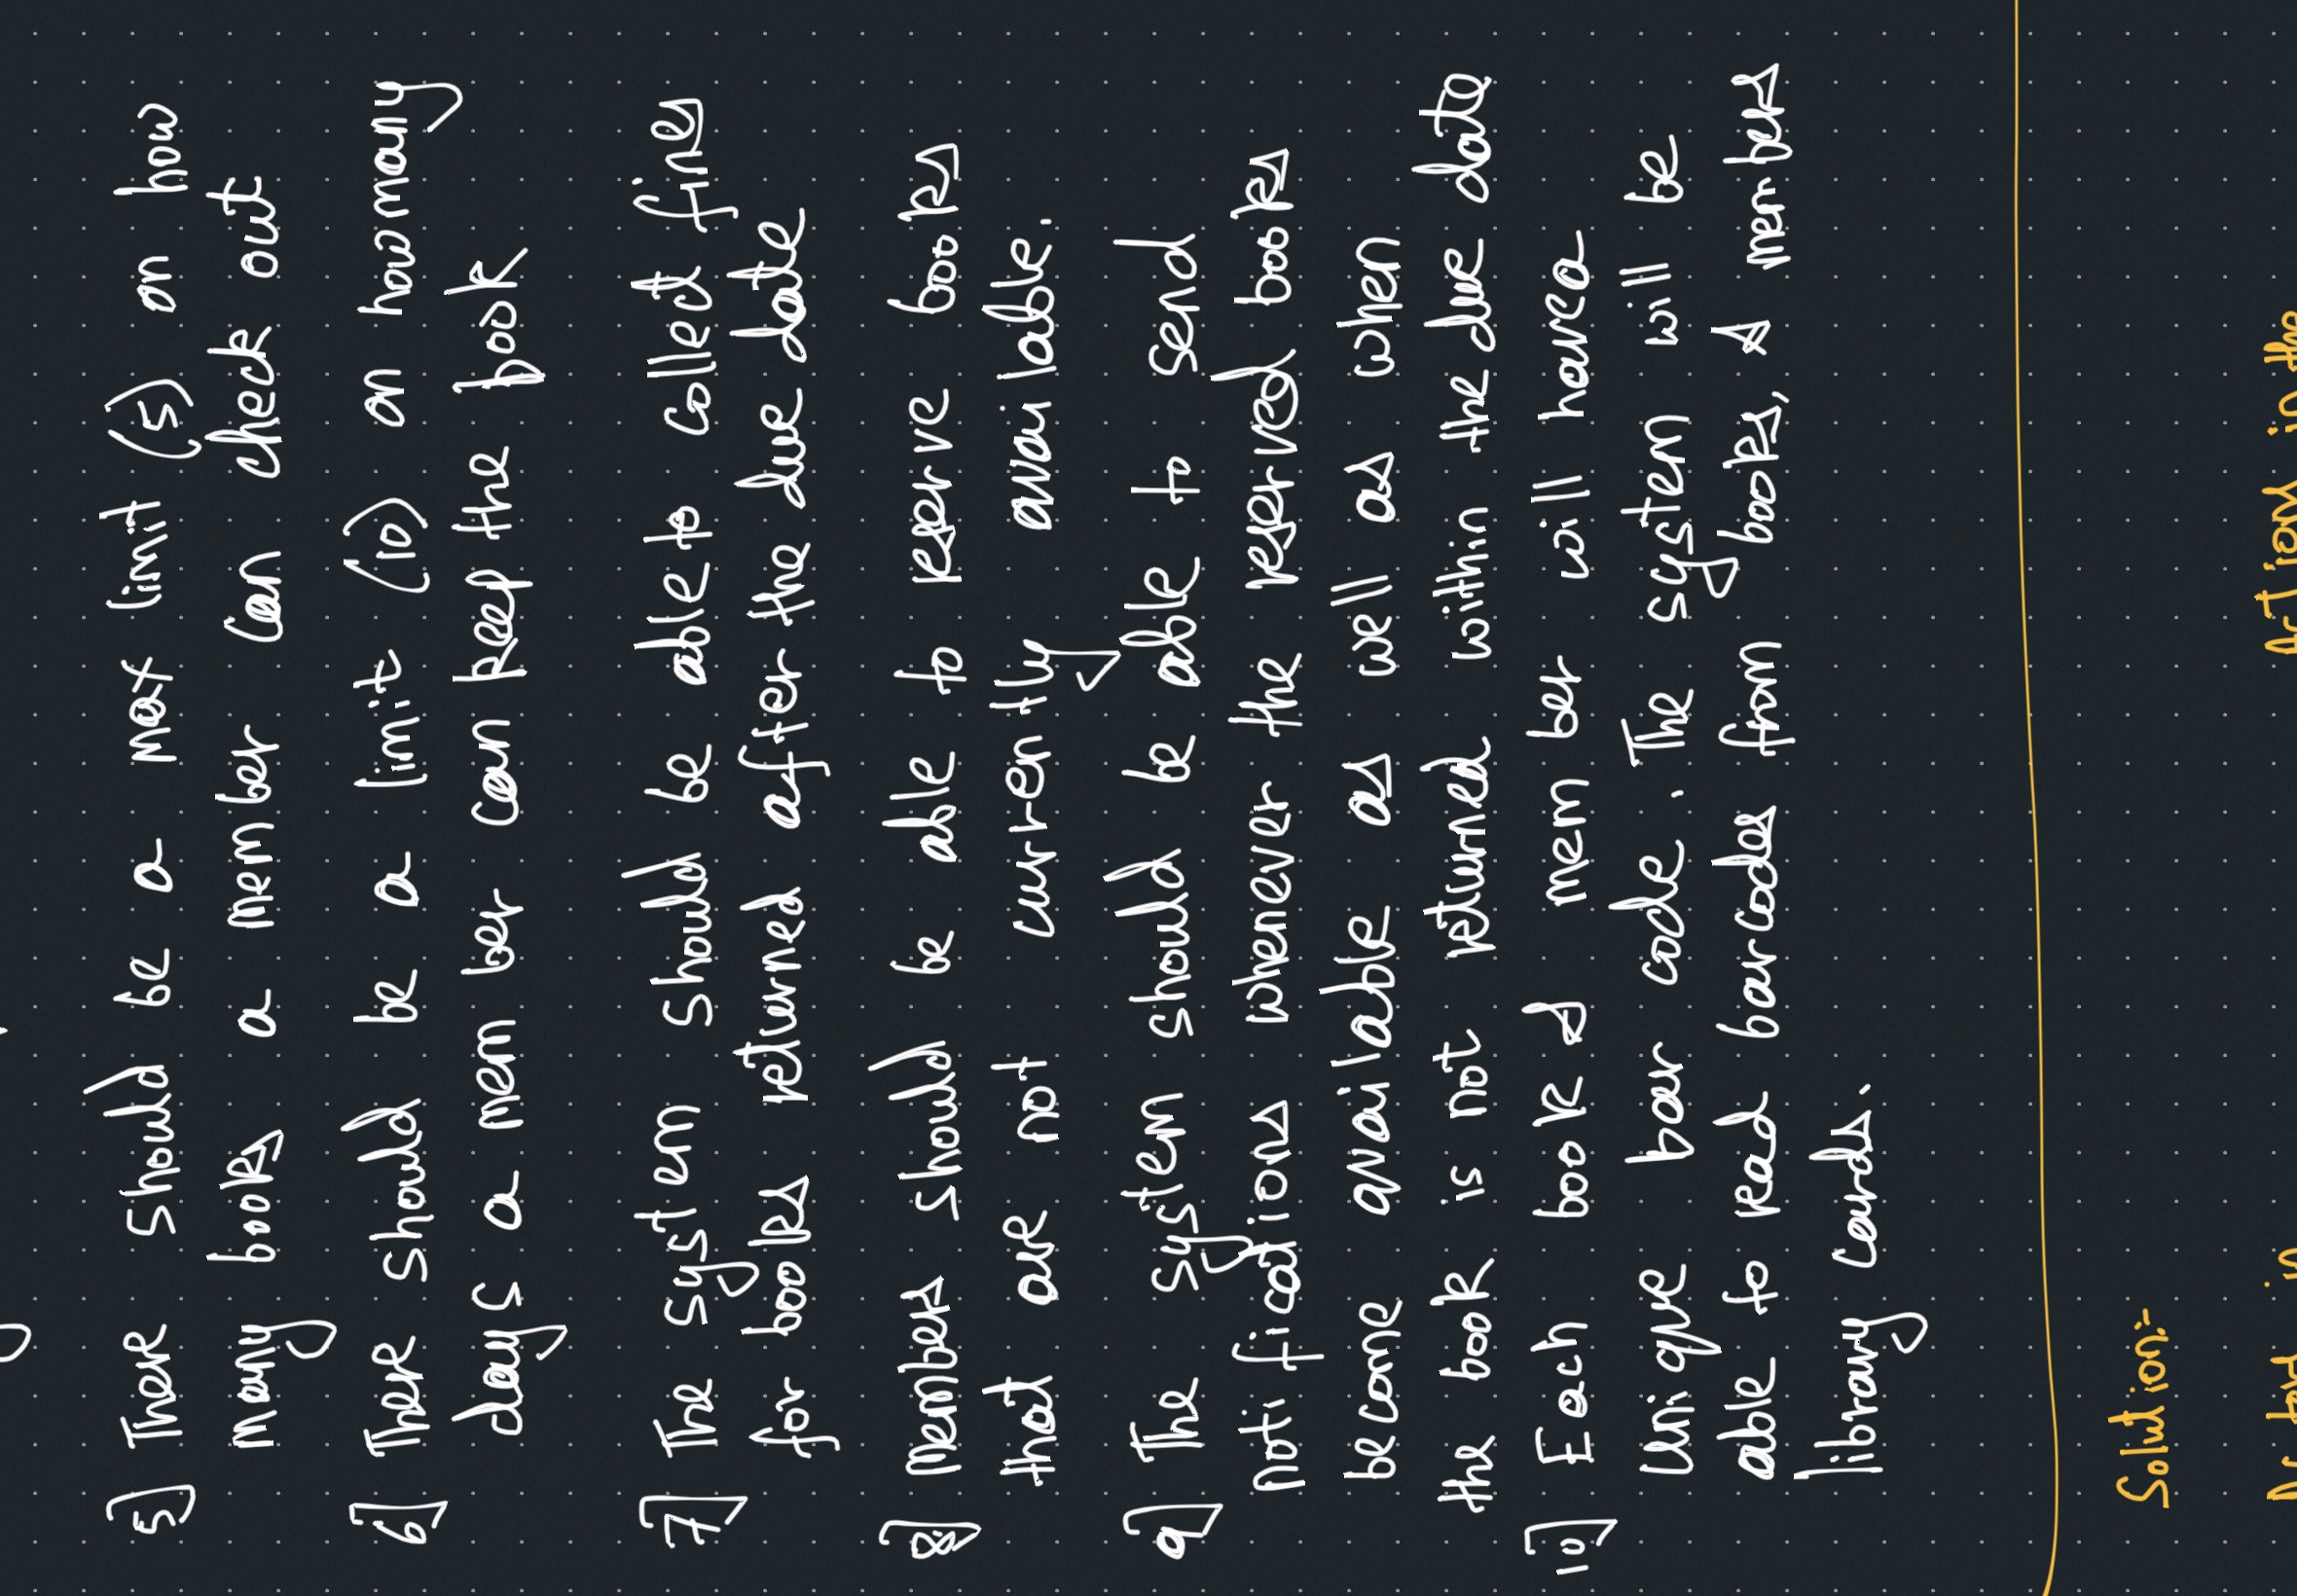 5] There should be a max limit (5) on how
many books a member can check out
6] There should be a limit (10) on howmany
days a member can keep the book
7] The system should be able to collect fines
for books returned after the due date
8] Members should be able to reserve books
that are not currently available.
9] The system should be able to send
notifications whenever the reserved books
become available as well as when
the book is not returned within the due date
10] Each book & member will have a
unique bar code. The system will be
able to read barcodes from books, & members
library cards.
Solution:-
Actors in
Actions in the